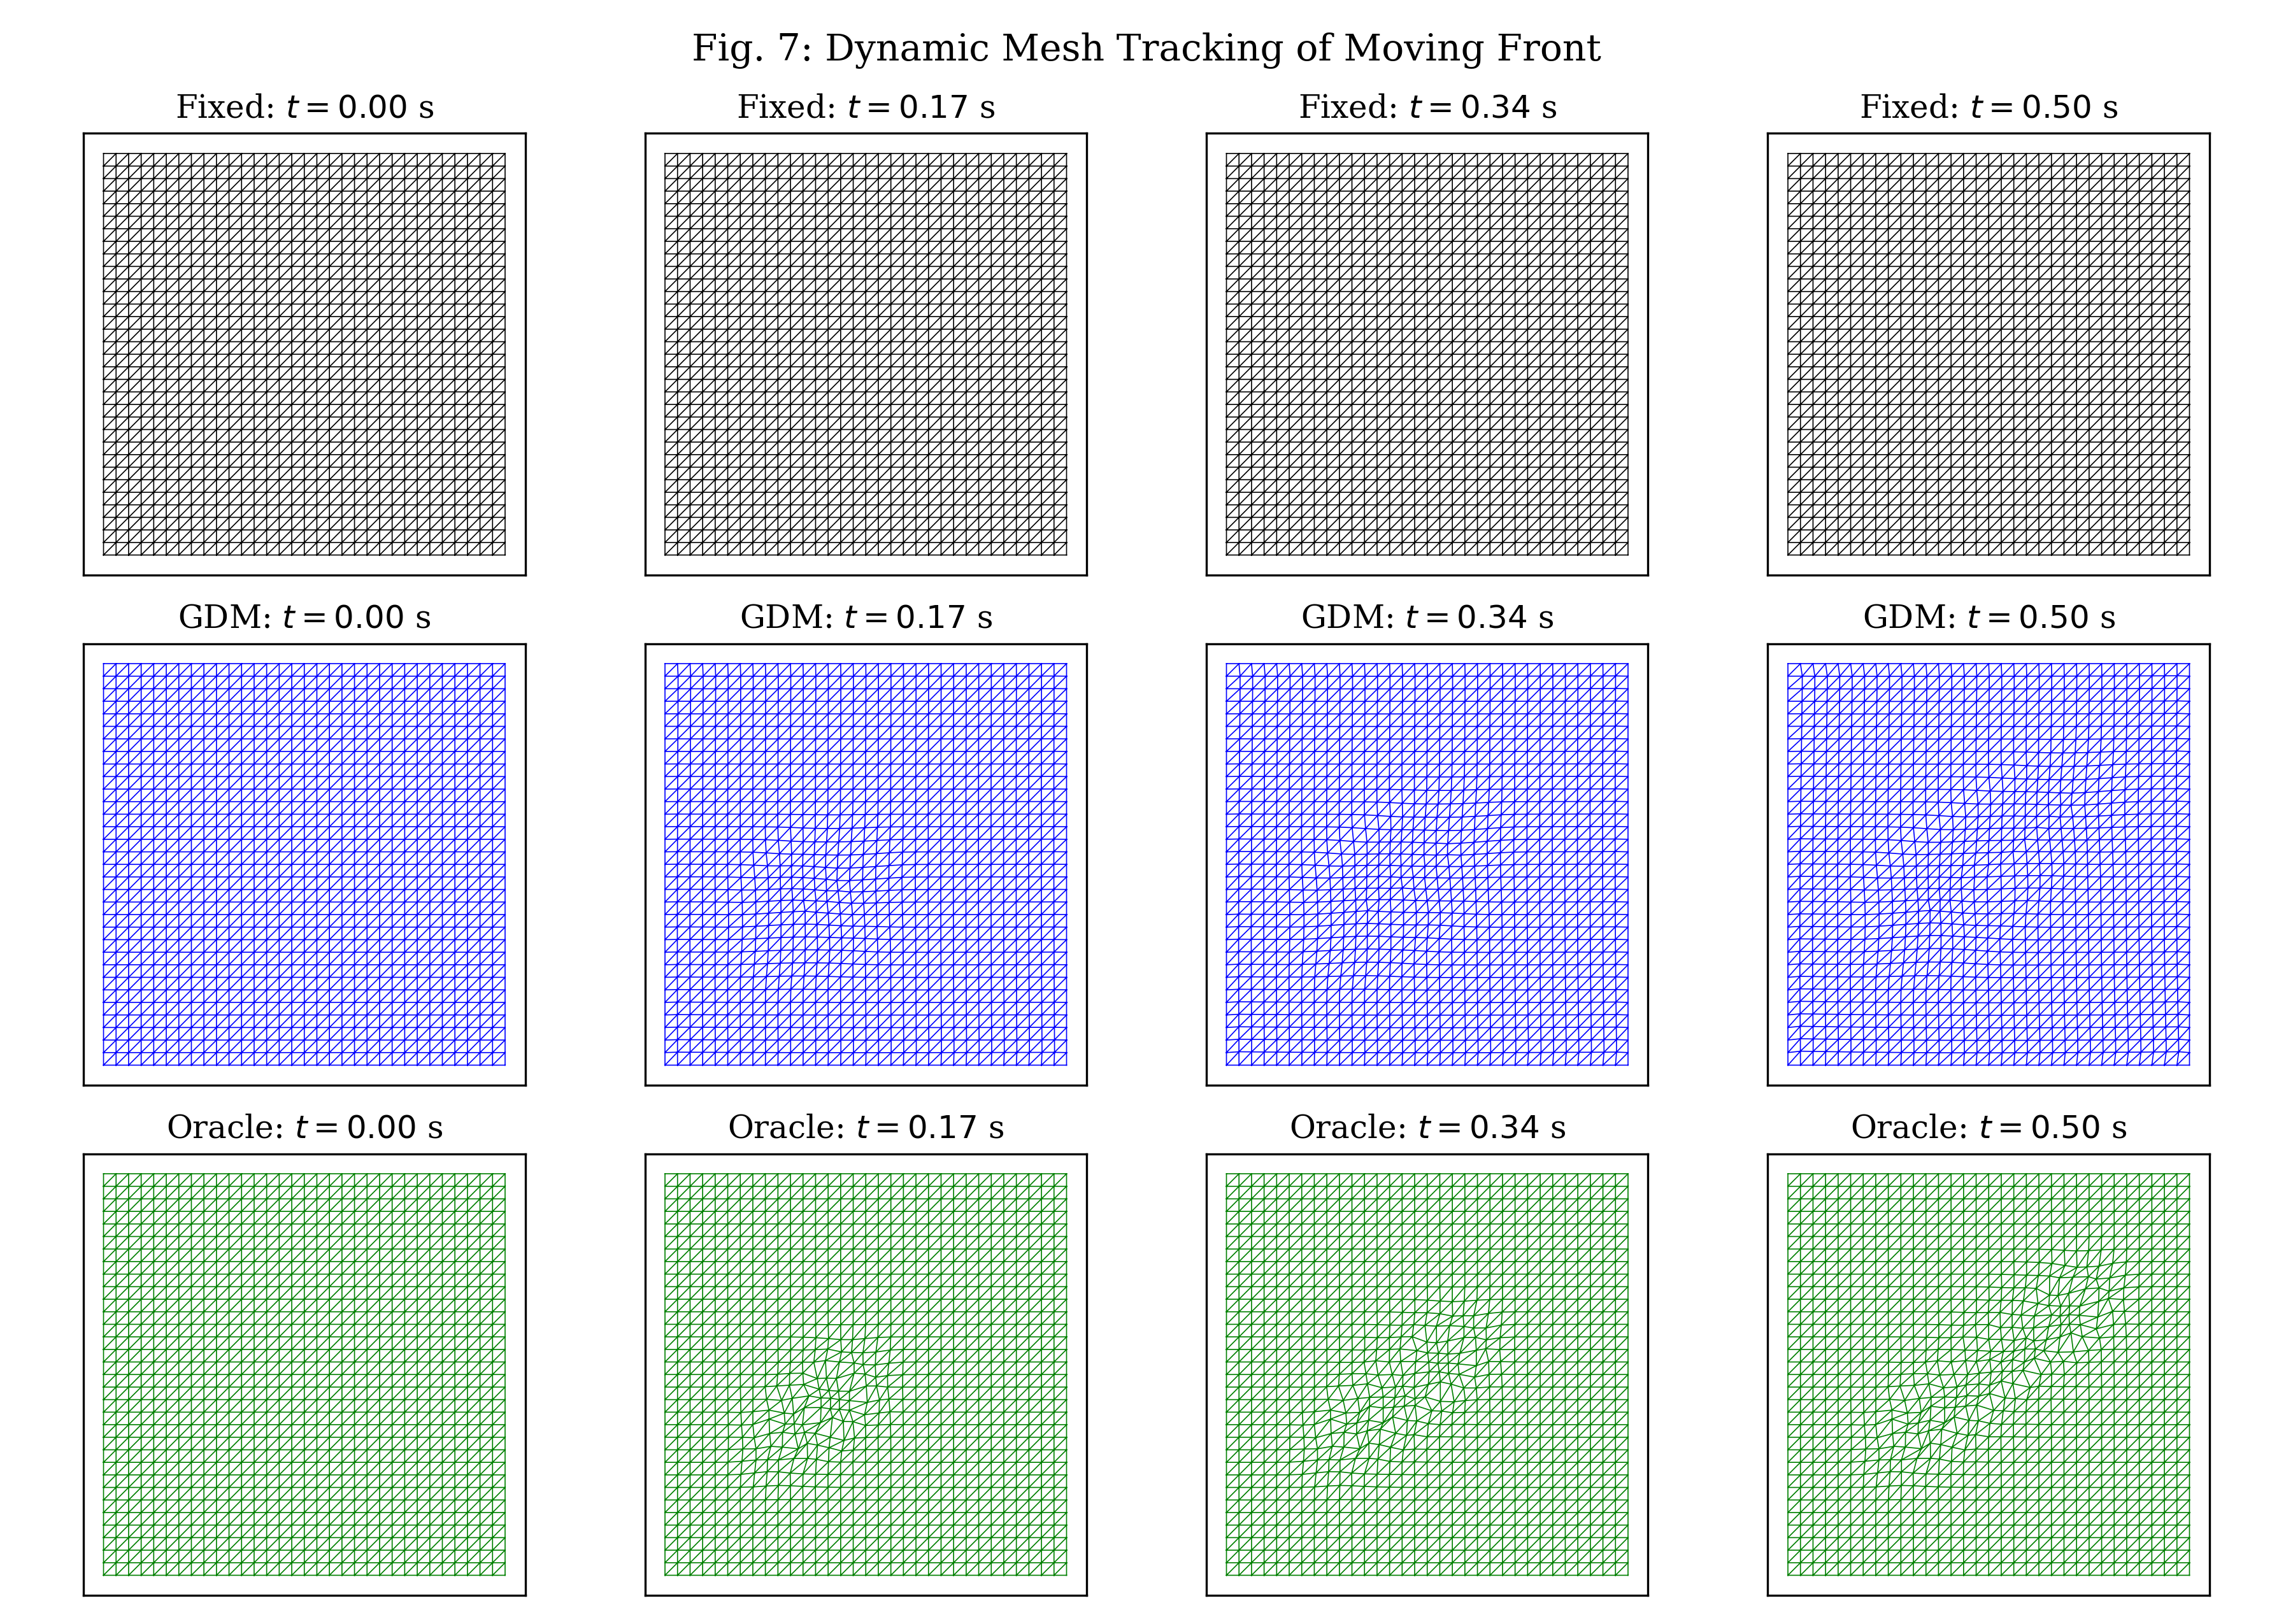 Fig. 7: Dynamic Mesh Tracking of Moving Front
Fixed: t = 0.00 s
Fixed: t = 0.17 s
Fixed: t = 0.34 s
Fixed: t = 0.50 s
GDM: t = 0.00 s
GDM: t = 0.17 s
GDM: t = 0.34 s
GDM: t = 0.50 s
Oracle: t = 0.00 s
Oracle: t = 0.17 s
Oracle: t = 0.34 s
Oracle: t = 0.50 s